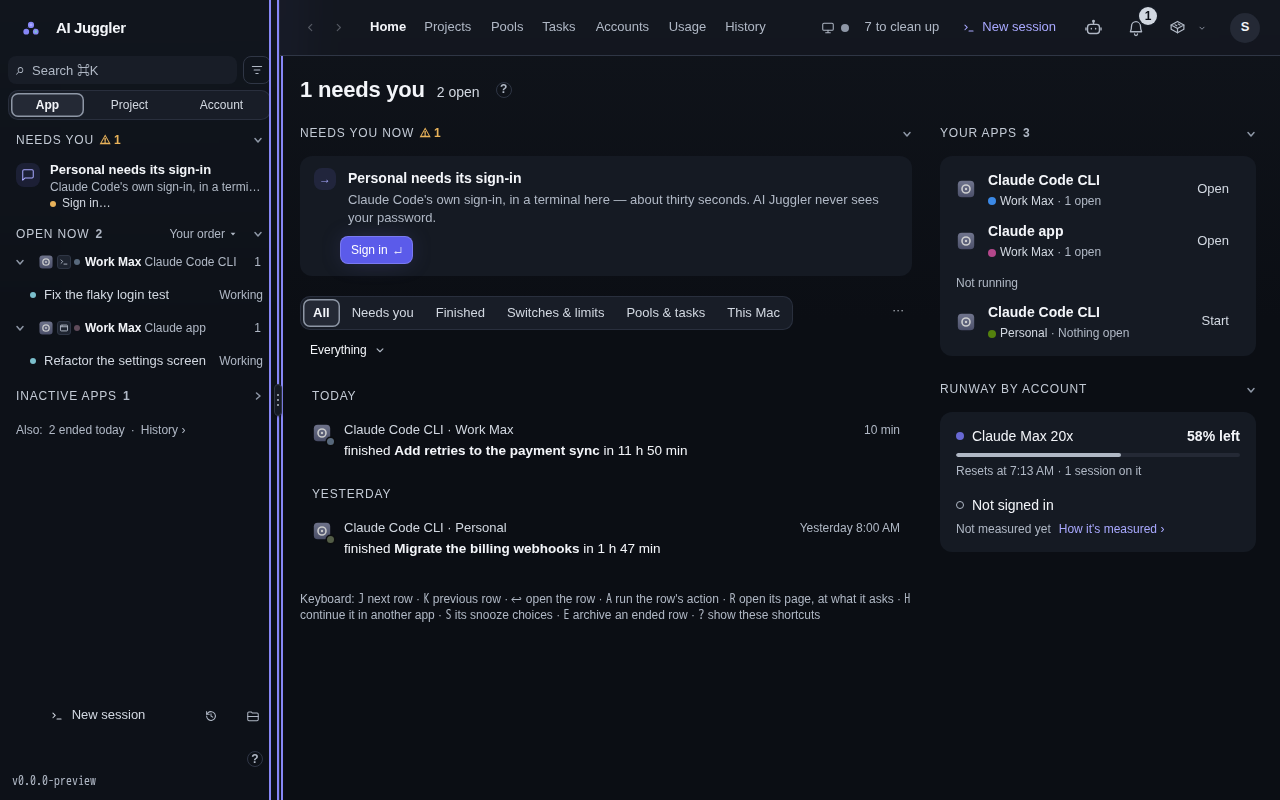 AI Juggler
Search ⌘K
App Project Account
NEEDS YOU 1
Personal needs its sign-in
Claude Code's own sign-in, in a termi…
Sign in…
OPEN NOW 2 Your order
Work Max Claude Code CLI 1
Fix the flaky login test Working
Work Max Claude app 1
Refactor the settings screen Working
INACTIVE APPS 1
Also: 2 ended today · History ›
New session
?
v0.0.0-preview
Home Projects Pools Tasks Accounts Usage History 7 to clean up New session 1 S
1 needs you 2 open ?
NEEDS YOU NOW 1
→ Personal needs its sign-in
Claude Code's own sign-in, in a terminal here — about thirty seconds. AI Juggler never sees
your password.
Sign in ↵
All Needs you Finished Switches & limits Pools & tasks This Mac ···
Everything
TODAY
Claude Code CLI · Work Max 10 min
finished Add retries to the payment sync in 11 h 50 min
YESTERDAY
Claude Code CLI · Personal Yesterday 8:00 AM
finished Migrate the billing webhooks in 1 h 47 min
Keyboard: J next row · K previous row · ↩ open the row · A run the row's action · R open its page, at what it asks · H
continue it in another app · S its snooze choices · E archive an ended row · ? show these shortcuts
YOUR APPS 3
Claude Code CLI
Work Max · 1 open
Open
Claude app
Work Max · 1 open
Open
Not running
Claude Code CLI
Personal · Nothing open
Start
RUNWAY BY ACCOUNT
Claude Max 20x 58% left
Resets at 7:13 AM · 1 session on it
Not signed in
Not measured yet How it's measured ›